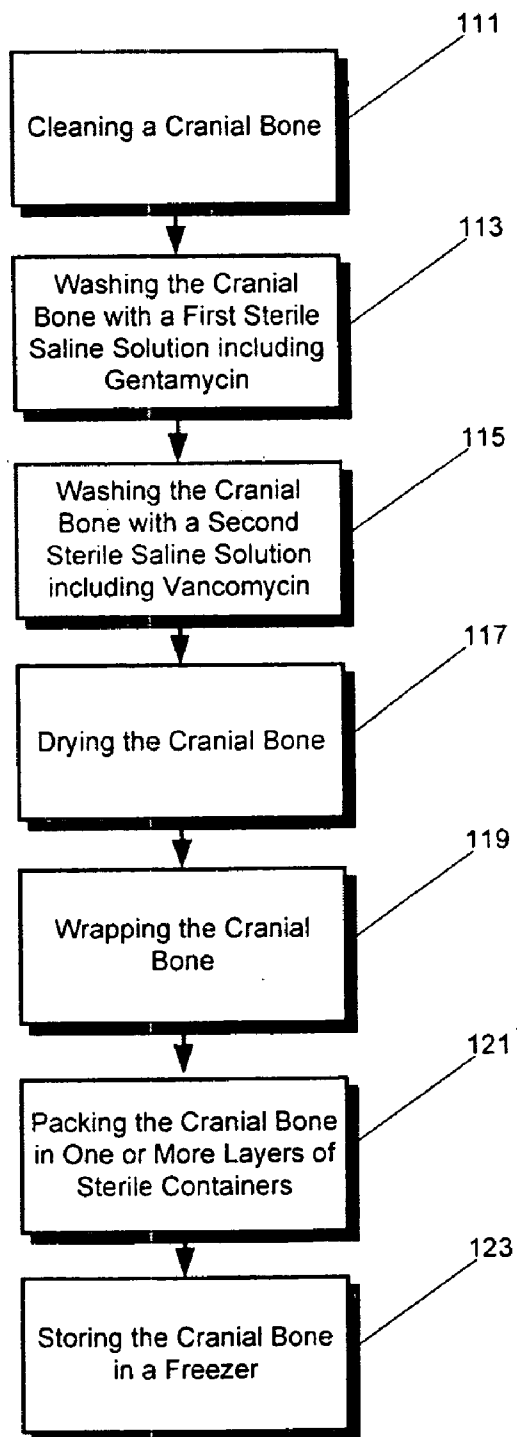 111
Cleaning a Cranial Bone
113
Washing the Cranial
Bone with a First Sterile
Saline Solution including
Gentamycin
115
Washing the Cranial
Bone with a Second
Sterile Saline Solution
including Vancomycin
117
Drying the Cranial Bone
119
Wrapping the Cranial
Bone
121
Packing the Cranial Bone
in One or More Layers of
Sterile Containers
123
Storing the Cranial Bone
in a Freezer